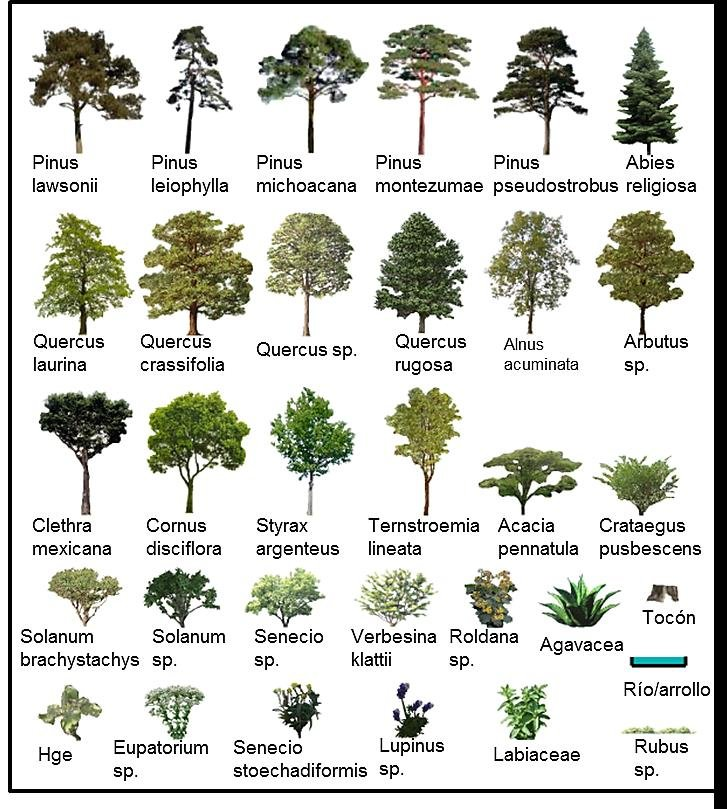 Pinus lawsonii
Pinus leiophylla
Pinus michoacana
Pinus montezumae
Pinus pseudostrobus
Abies religiosa
Quercus laurina
Quercus crassifolia
Quercus sp.
Quercus rugosa
Alnus acuminata
Arbutus sp.
Clethra mexicana
Cornus disciflora
Styrax argenteus
Ternstroemia lineata
Acacia pennatula
Crataegus pusbescens
Solanum brachystachys
Solanum sp.
Senecio sp.
Verbesina klattii
Roldana sp.
Agavacea
Tocón
Río/arrollo
Hge
Eupatorium sp.
Senecio stoechadiformis
Lupinus sp.
Labiaceae
Rubus sp.